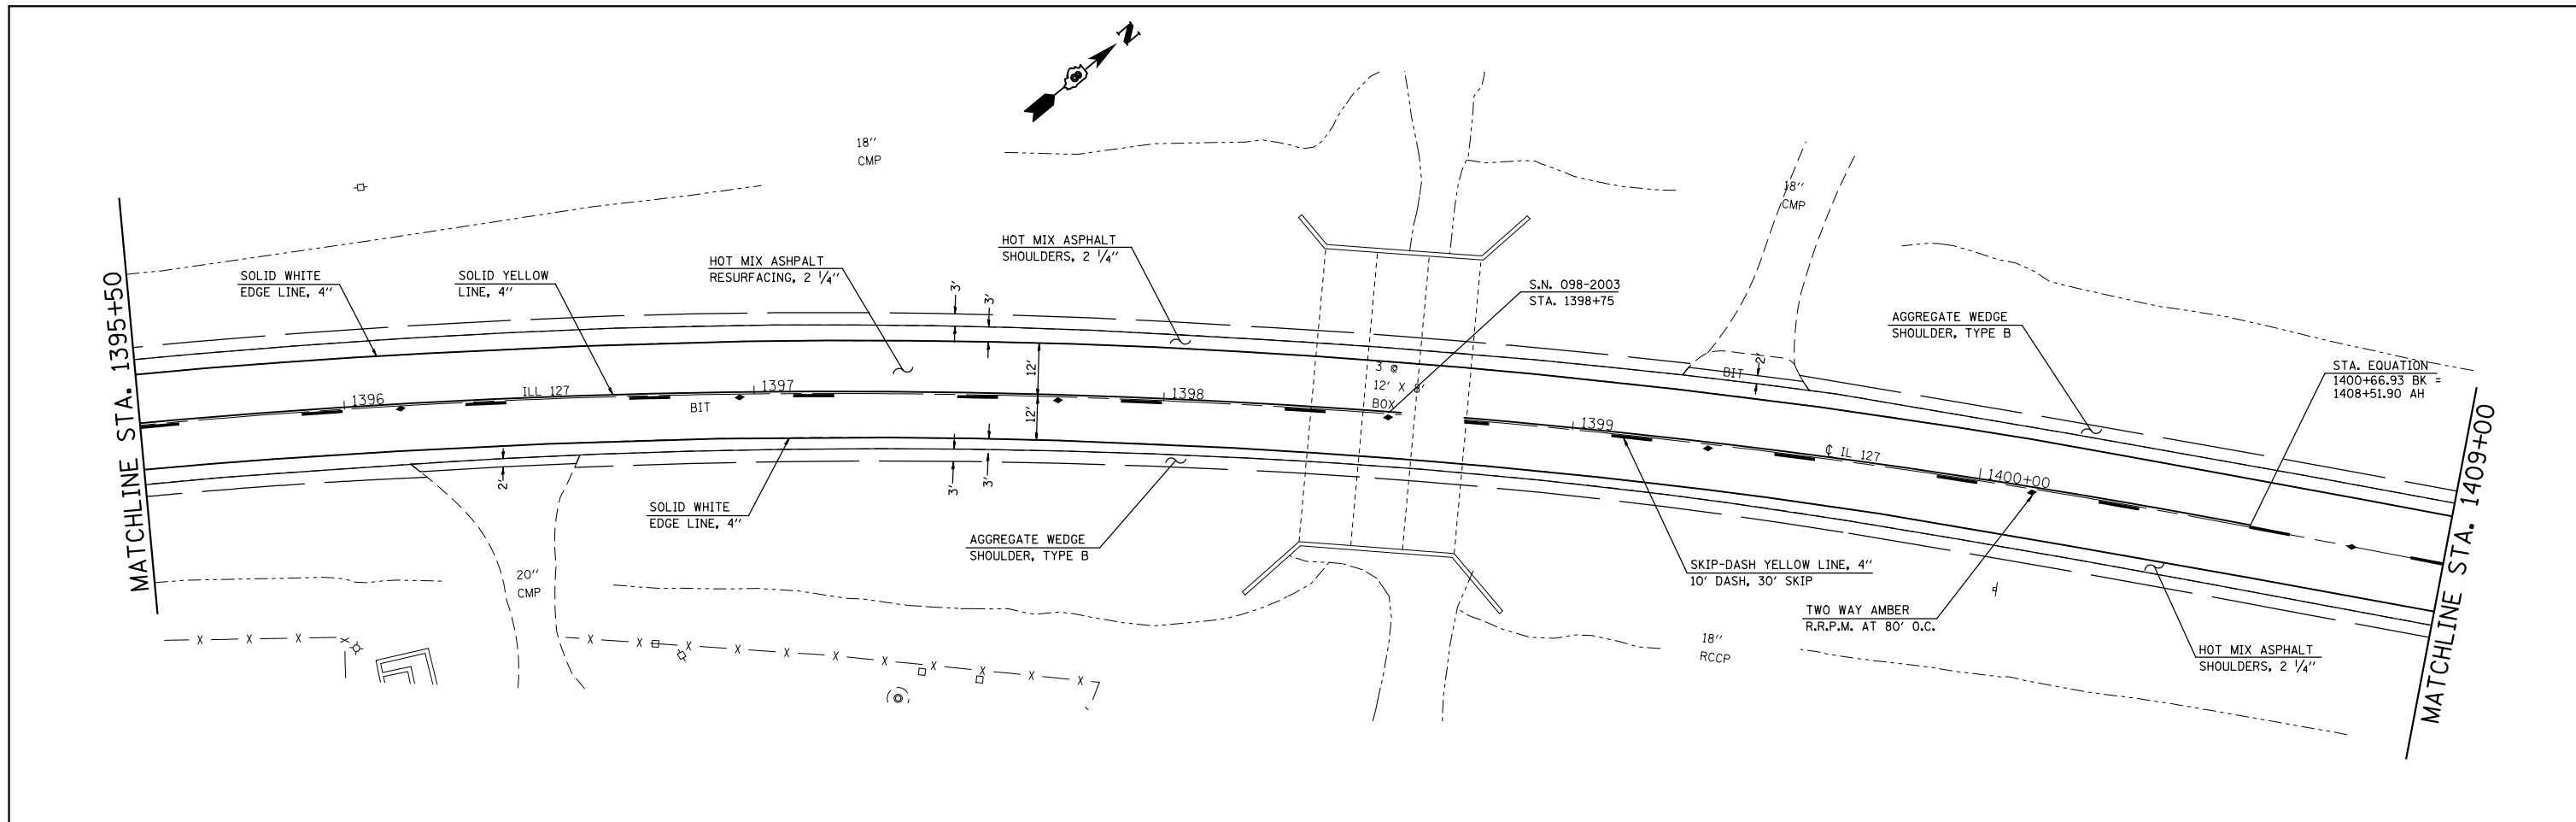 N
18"
CMP
18"
CMP
HOT MIX ASPHALT
SHOULDERS, 2 1/4"
HOT MIX ASHPALT
RESURFACING, 2 1/4"
SOLID WHITE
EDGE LINE, 4"
SOLID YELLOW
LINE, 4"
S.N. 098-2003
STA. 1398+75
AGGREGATE WEDGE
SHOULDER, TYPE B
STA. EQUATION
1400+66.93 BK =
1408+51.90 AH
MATCHLINE STA. 1395+50
3'
3'
12'
12'
3'
3'
3 @
12' X 8'
BOX
BIT
2'
1396
ILL 127
1397
BIT
1398
1399
℄ IL 127
1400+00
MATCHLINE STA. 1409+00
2'
SOLID WHITE
EDGE LINE, 4"
AGGREGATE WEDGE
SHOULDER, TYPE B
20"
CMP
SKIP-DASH YELLOW LINE, 4"
10' DASH, 30' SKIP
TWO WAY AMBER
R.R.P.M. AT 80' O.C.
18"
RCCP
HOT MIX ASPHALT
SHOULDERS, 2 1/4"
X X X X
X X X X X X X X X X X